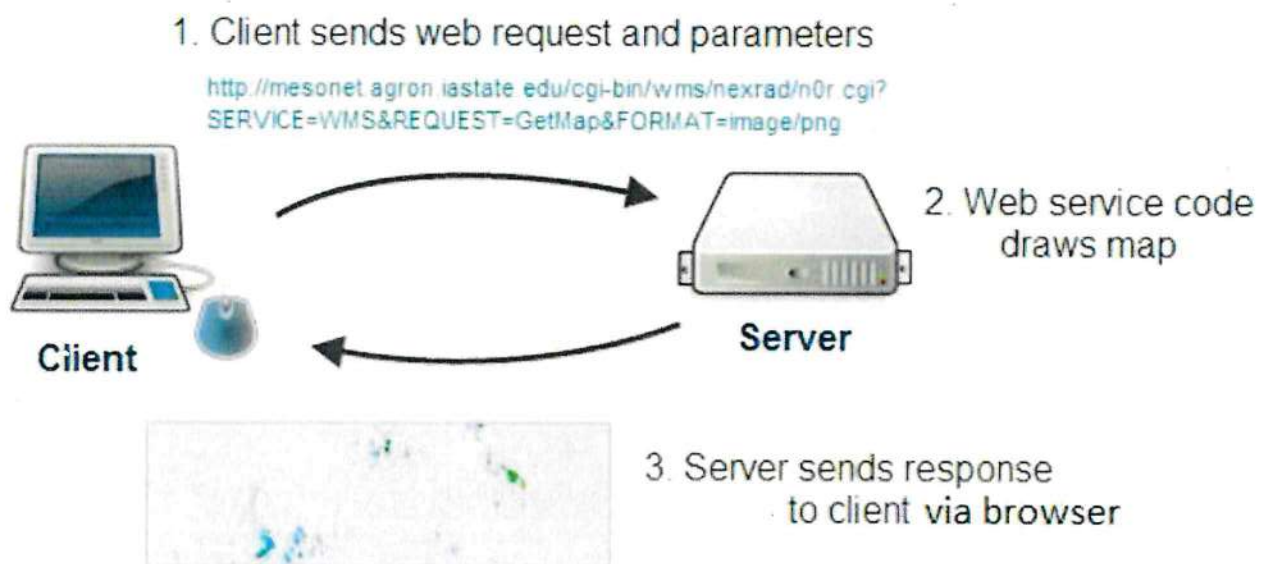 1. Client sends web request and parameters
http://mesonet.agron.iastate.edu/cgi-bin/wms/nexrad/n0r.cgi?
SERVICE=WMS&REQUEST=GetMap&FORMAT=image/png
2. Web service code
draws map
Client
Server
3. Server sends response
to client via browser